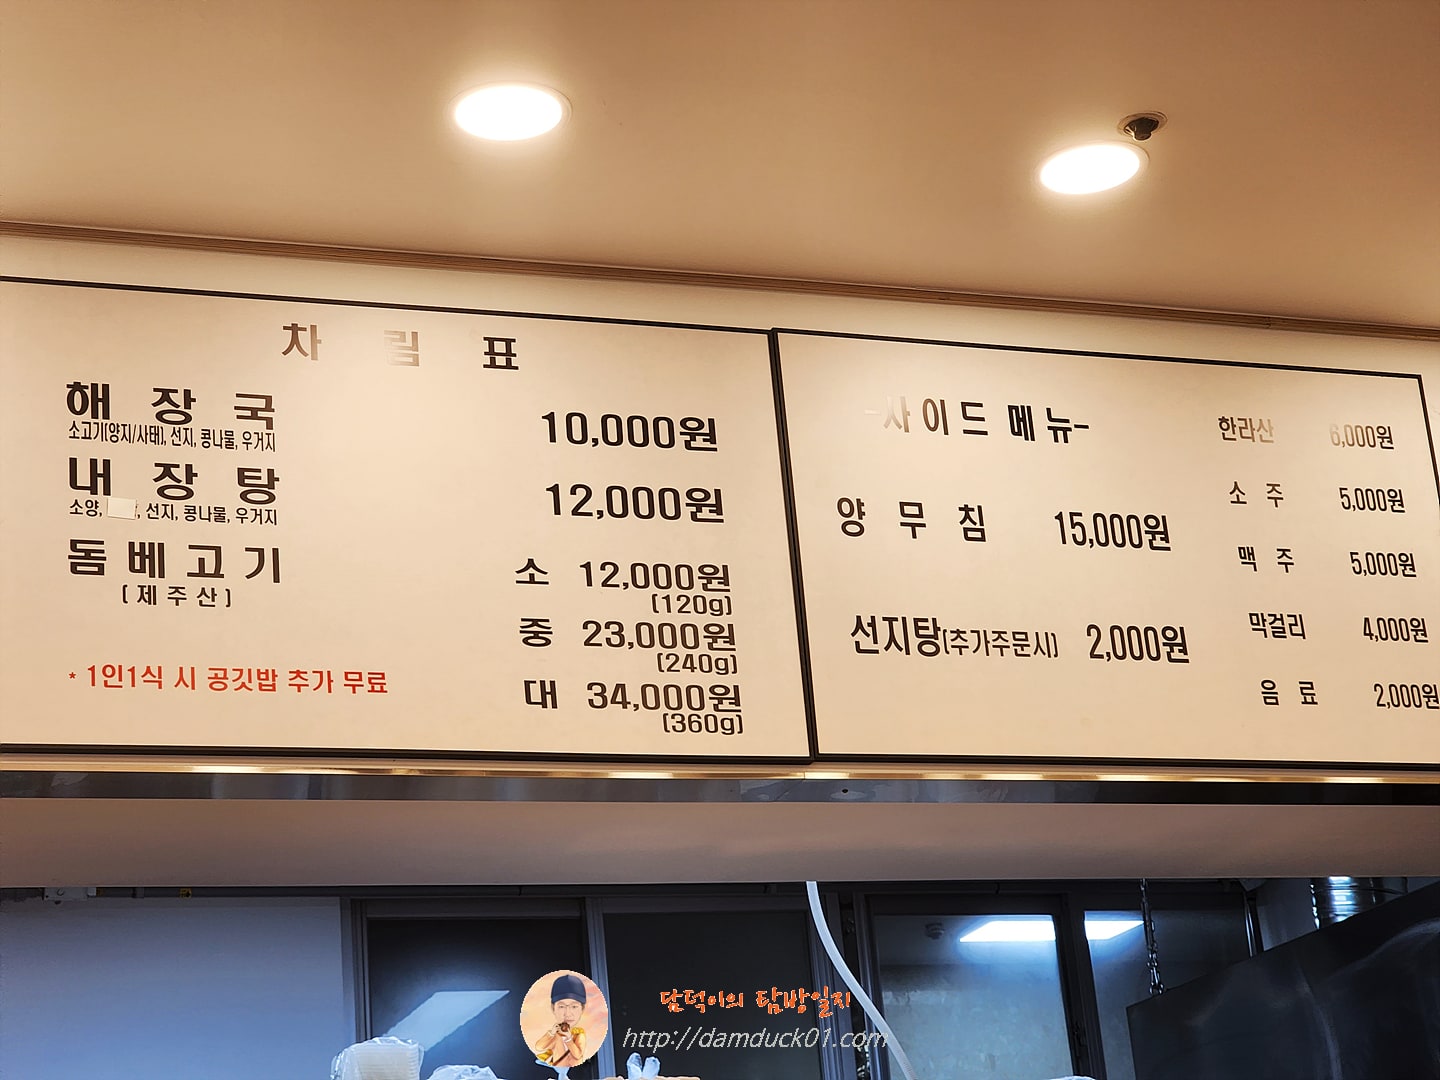 차 림 표
해 장 국 10,000원
소고기(양지/사태), 선지, 콩나물, 우거지
내 장 탕 12,000원
소양, , 선지, 콩나물, 우거지
돔 베 고 기 소 12,000원
(제주산) (120g)
중 23,000원
(240g)
대 34,000원
(360g)
* 1인1식 시 공깃밥 추가 무료
-사이드 메뉴-
양 무 침 15,000원
선지탕(추가주문시) 2,000원
한라산 6,000원
소 주 5,000원
맥 주 5,000원
막걸리 4,000원
음 료 2,000원
담덕이의 탐방일지
http://damduck01.com